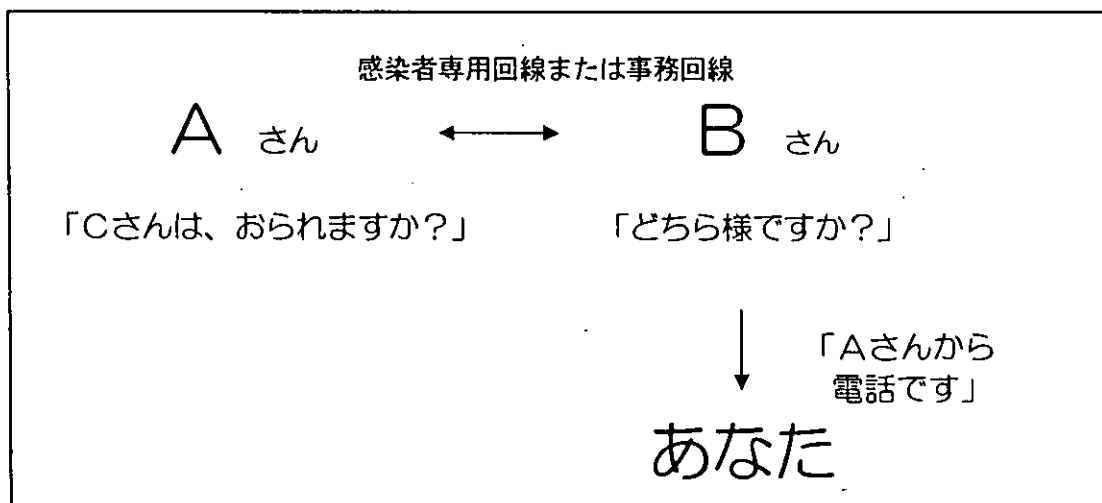 感染者専用回線または事務回線
A さん ←→ B さん
「Cさんは、おられますか？」 「どちら様ですか？」
「Aさんから
電話です」
あなた